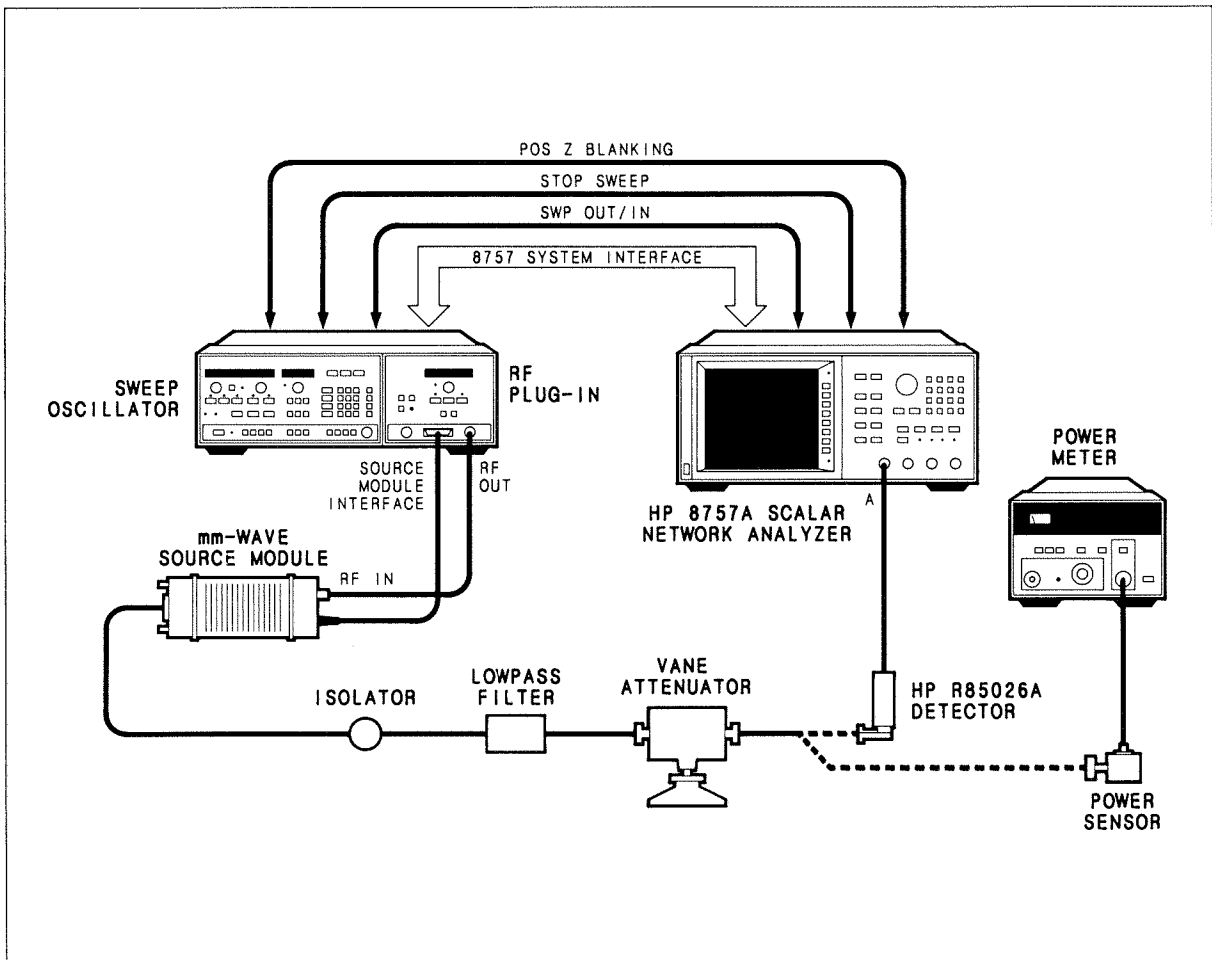 POS Z BLANKING
STOP SWEEP
SWP OUT/IN
8757 SYSTEM INTERFACE
SWEEP
OSCILLATOR
RF
PLUG-IN
SOURCE
MODULE
INTERFACE
RF
OUT
A
HP 8757A SCALAR
NETWORK ANALYZER
POWER
METER
mm-WAVE
SOURCE MODULE
RF IN
ISOLATOR
LOWPASS
FILTER
VANE
ATTENUATOR
HP R85026A
DETECTOR
POWER
SENSOR